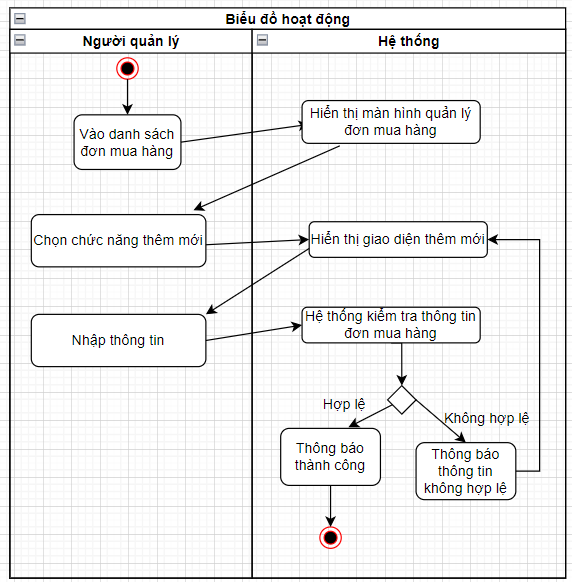 Biểu đồ hoạt động
Người quản lý
Hệ thống
Vào danh sách
đơn mua hàng
Hiển thị màn hình quản lý
đơn mua hàng
Chọn chức năng thêm mới
Hiển thị giao diện thêm mới
Nhập thông tin
Hệ thống kiểm tra thông tin
đơn mua hàng
Hợp lệ
Không hợp lệ
Thông báo
thành công
Thông báo
thông tin
không hợp lệ